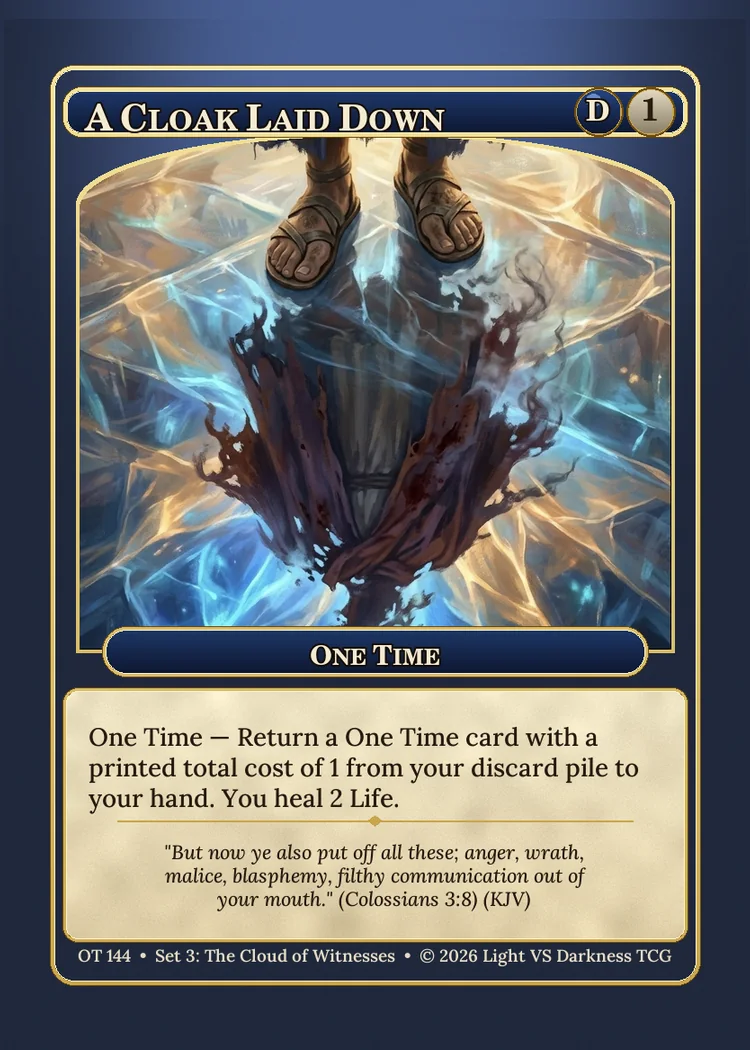 A Cloak Laid Down D 1
One Time
One Time — Return a One Time card with a
printed total cost of 1 from your discard pile to
your hand. You heal 2 Life.
"But now ye also put off all these; anger, wrath,
malice, blasphemy, filthy communication out of
your mouth." (Colossians 3:8) (KJV)
OT 144 • Set 3: The Cloud of Witnesses • © 2026 Light VS Darkness TCG